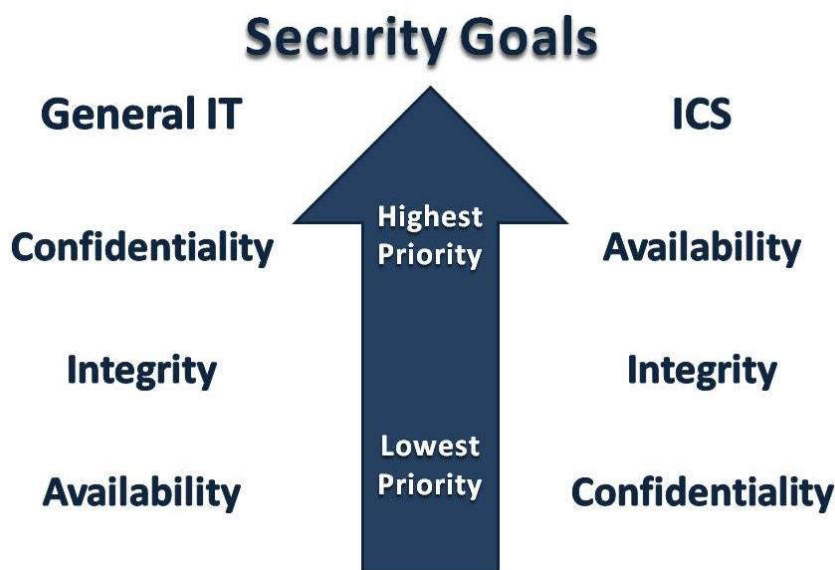 Security Goals
General IT
ICS
Highest
Priority
Confidentiality
Availability
Integrity
Integrity
Lowest
Priority
Availability
Confidentiality